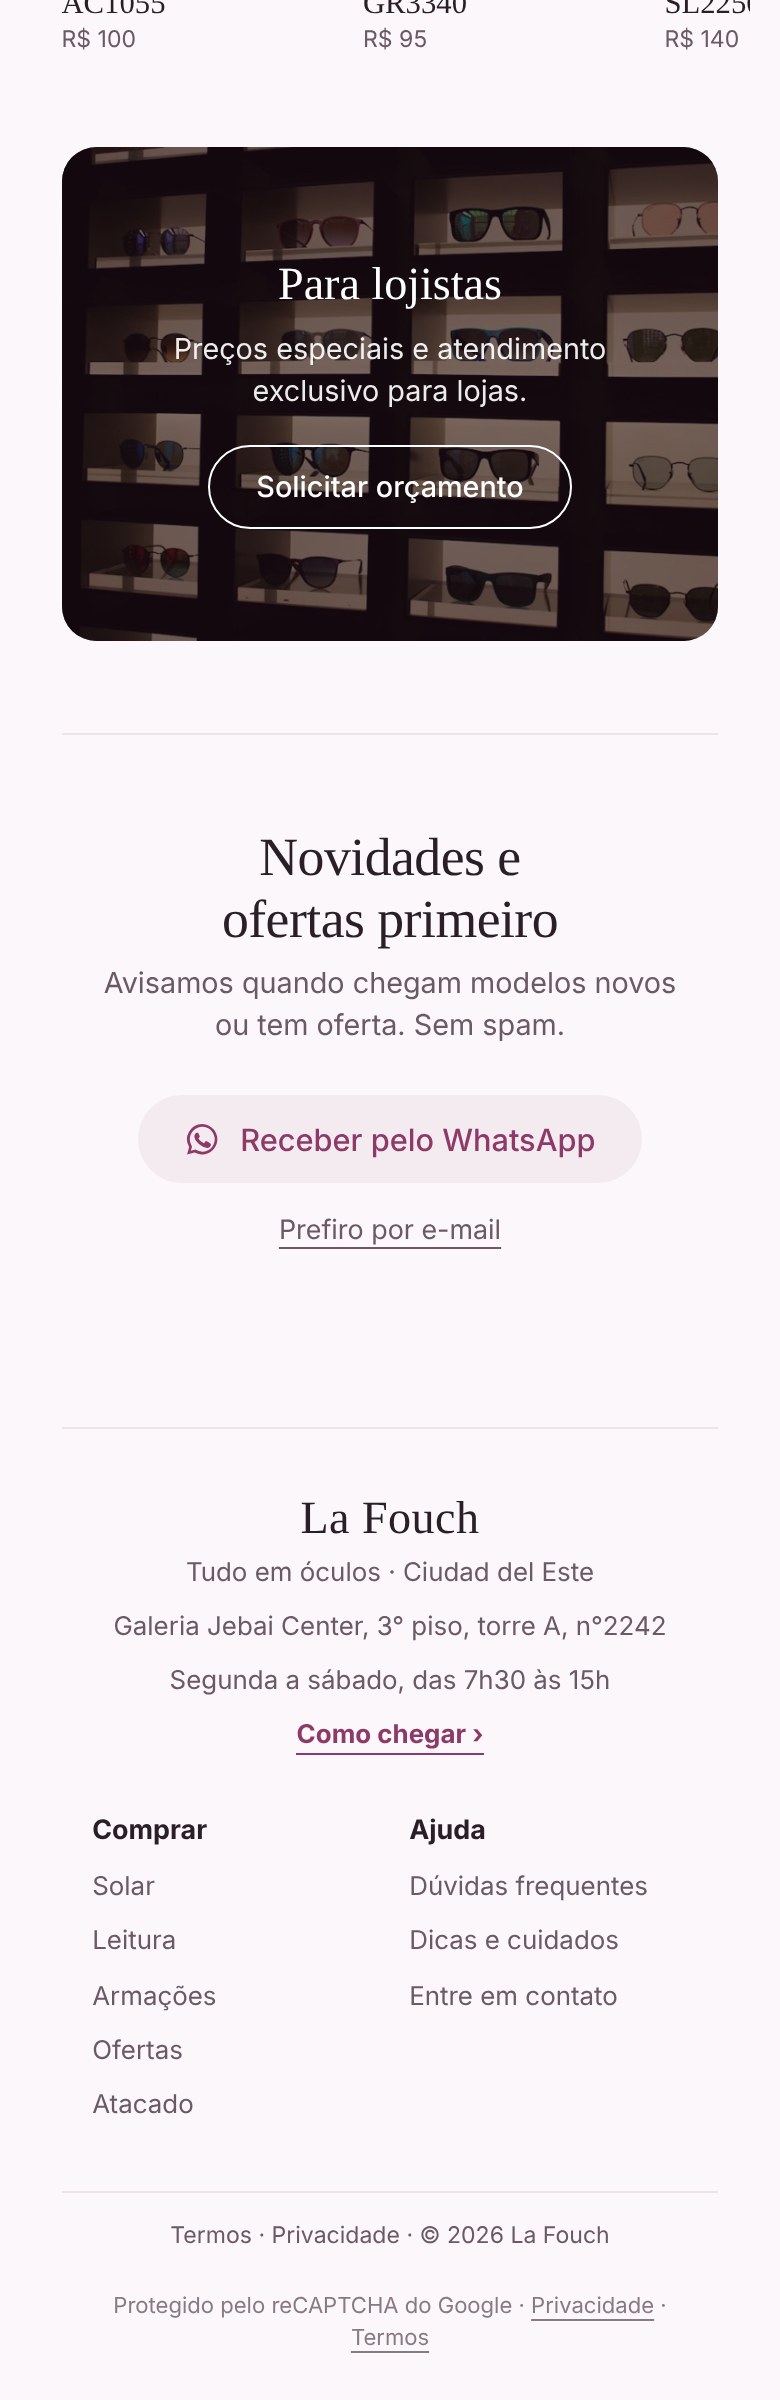 AC1055
GR3340
R$ 100
R$ 95
R$ 140
Para lojistas
Preços especiais e atendimento
exclusivo para lojas.
Solicitar orçamento
Novidades e
ofertas primeiro
Avisamos quando chegam modelos novos
ou tem oferta. Sem spam.
Receber pelo WhatsApp
Prefiro por e-mail
La Fouch
Tudo em óculos · Ciudad del Este
Galeria Jebai Center, 3° piso, torre A, n°2242
Segunda a sábado, das 7h30 às 15h
Como chegar ›
Comprar
Solar
Leitura
Armações
Ofertas
Atacado
Ajuda
Dúvidas frequentes
Dicas e cuidados
Entre em contato
Termos · Privacidade · © 2026 La Fouch
Protegido pelo reCAPTCHA do Google · Privacidade ·
Termos